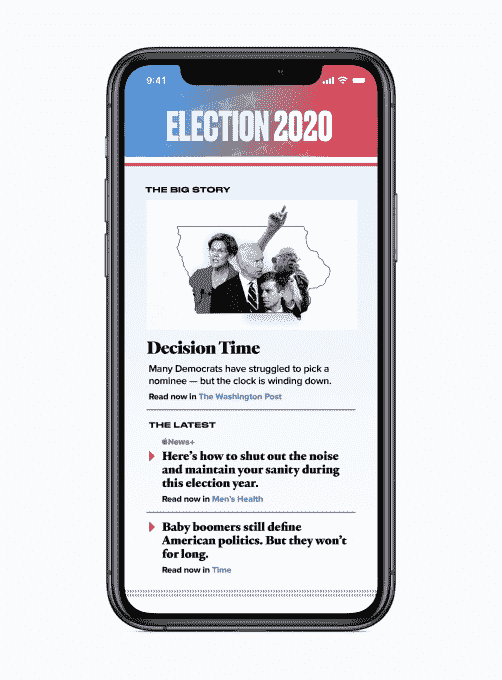 9:41
ELECTION 2020
THE BIG STORY
Decision Time
Many Democrats have struggled to pick a
nominee — but the clock is winding down.
Read now in The Washington Post
THE LATEST
News+
Here's how to shut out the noise
and maintain your sanity during
this election year.
Read now in Men's Health
Baby boomers still define
American politics. But they won't
for long.
Read now in Time